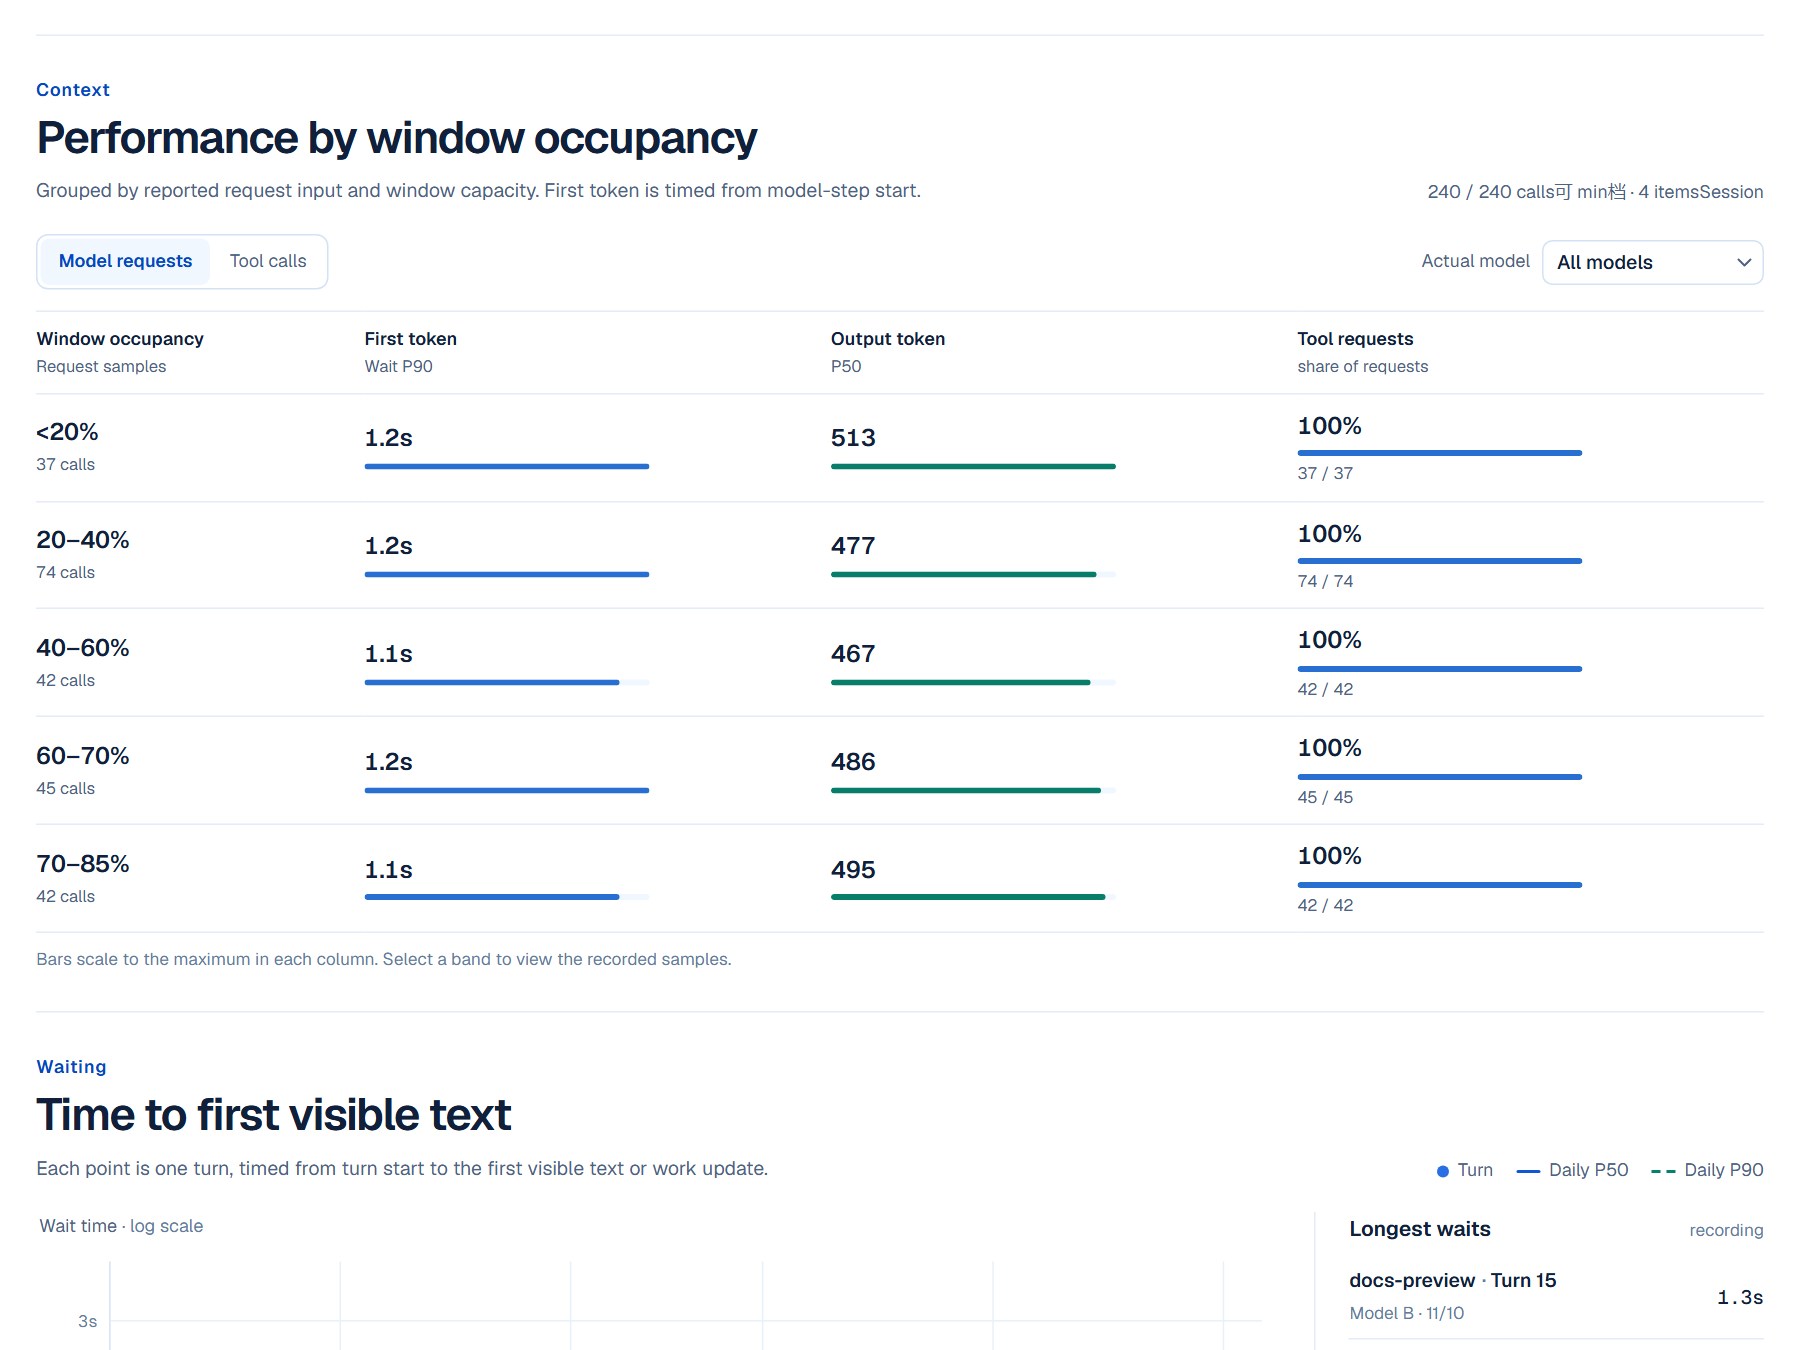 Context
Performance by window occupancy
Grouped by reported request input and window capacity. First token is timed from model-step start.
240 / 240 calls可 min档 · 4 itemsSession
Model requests
Tool calls
Actual model
All models
Window occupancy
First token
Output token
Tool requests
Request samples
Wait P90
P50
share of requests
<20%
37 calls
1.2s
513
100%
37 / 37
20–40%
74 calls
1.2s
477
100%
74 / 74
40–60%
42 calls
1.1s
467
100%
42 / 42
60–70%
45 calls
1.2s
486
100%
45 / 45
70–85%
42 calls
1.1s
495
100%
42 / 42
Bars scale to the maximum in each column. Select a band to view the recorded samples.
Waiting
Time to first visible text
Each point is one turn, timed from turn start to the first visible text or work update.
Turn
Daily P50
Daily P90
Wait time · log scale
3s
Longest waits
recording
docs-preview · Turn 15
Model B · 11/10
1.3s